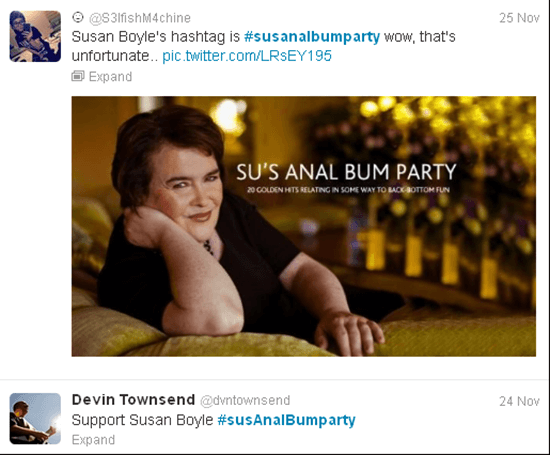 @S3lfishM4chine 25 Nov
Susan Boyle's hashtag is #susanalbumparty wow, that's
unfortunate.. pic.twitter.com/LRsEY195
Expand
SU'S ANAL BUM PARTY
20 GOLDEN HITS RELATING IN SOME WAY TO BACK-BOTTOM FUN
Devin Townsend @dvntownsend 24 Nov
Support Susan Boyle #susAnalBumparty
Expand